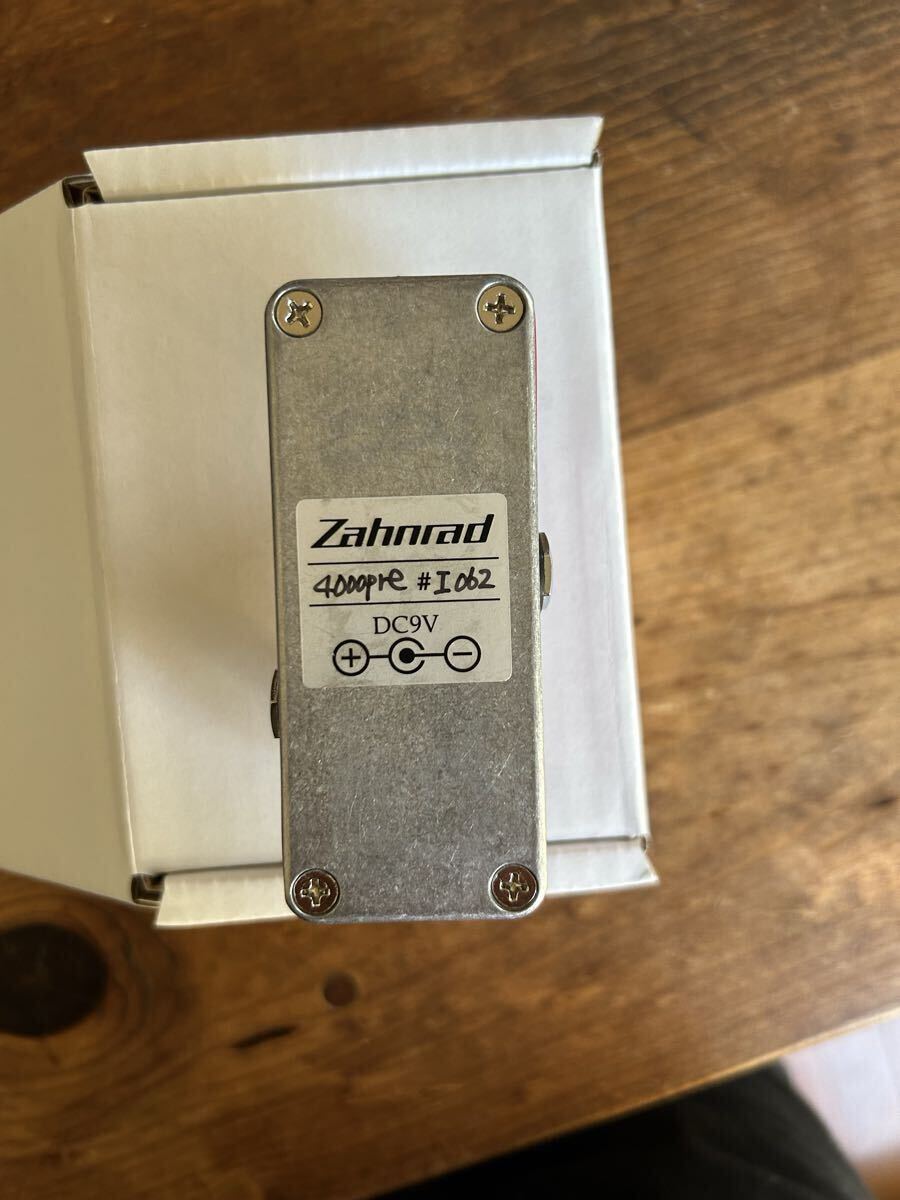 Zahnrad
4000pre #I062
DC9V
+ -